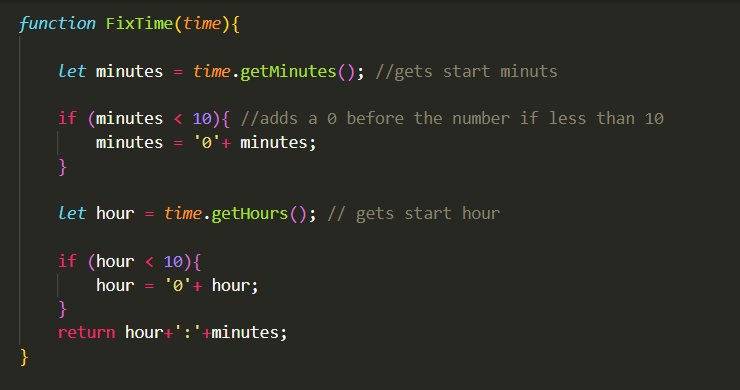 function FixTime(time){
let minutes = time.getMinutes(); //gets start minuts
if (minutes < 10){ //adds a 0 before the number if less than 10
minutes = '0'+ minutes;
}
let hour = time.getHours(); // gets start hour
if (hour < 10){
hour = '0'+ hour;
}
return hour+':'+minutes;
}